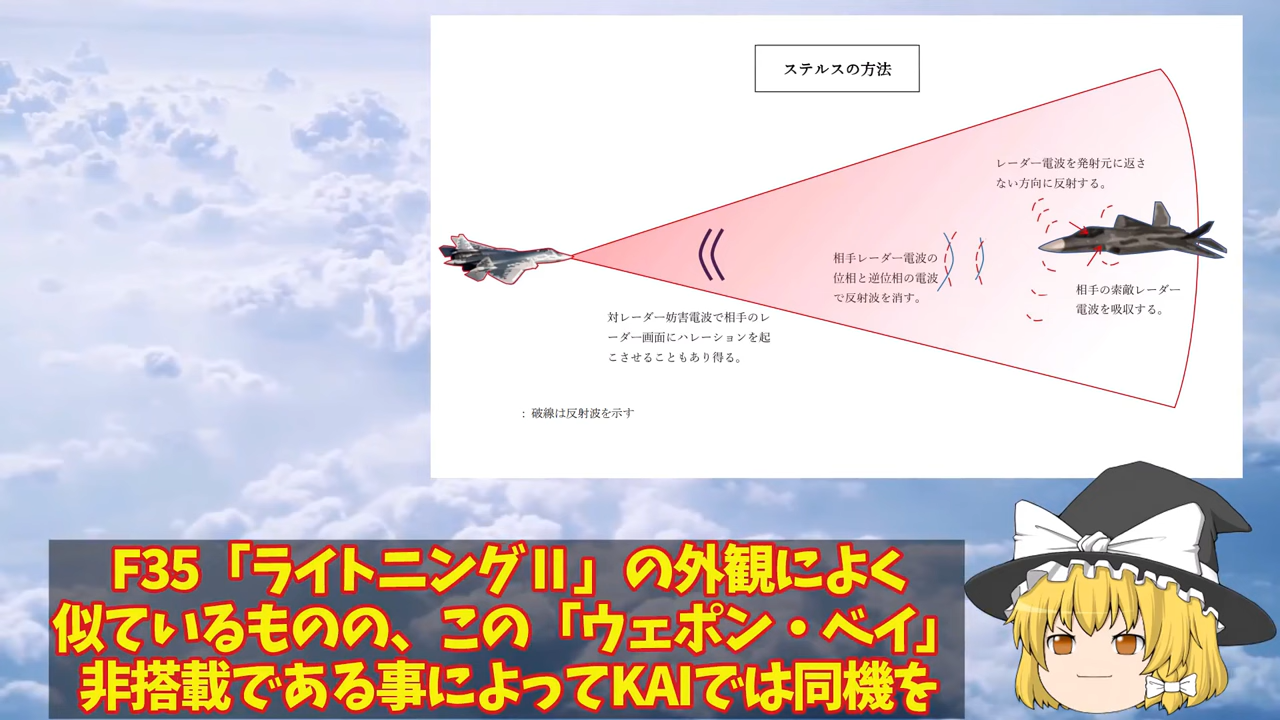 ステルスの方法
レーダー電波を発射元に返さ
ない方向に反射する。
相手レーダー電波の
位相と逆位相の電波
で反射波を消す。
相手の索敵レーダー
電波を吸収する。
対レーダー妨害電波で相手のレ
ーダー画面にハレーションを起
こさせることもあり得る。
：破線は反射波を示す
F35「ライトニングⅡ」の外観によく
似ているものの、この「ウェポン・ベイ」
非搭載である事によってKAIでは同機を